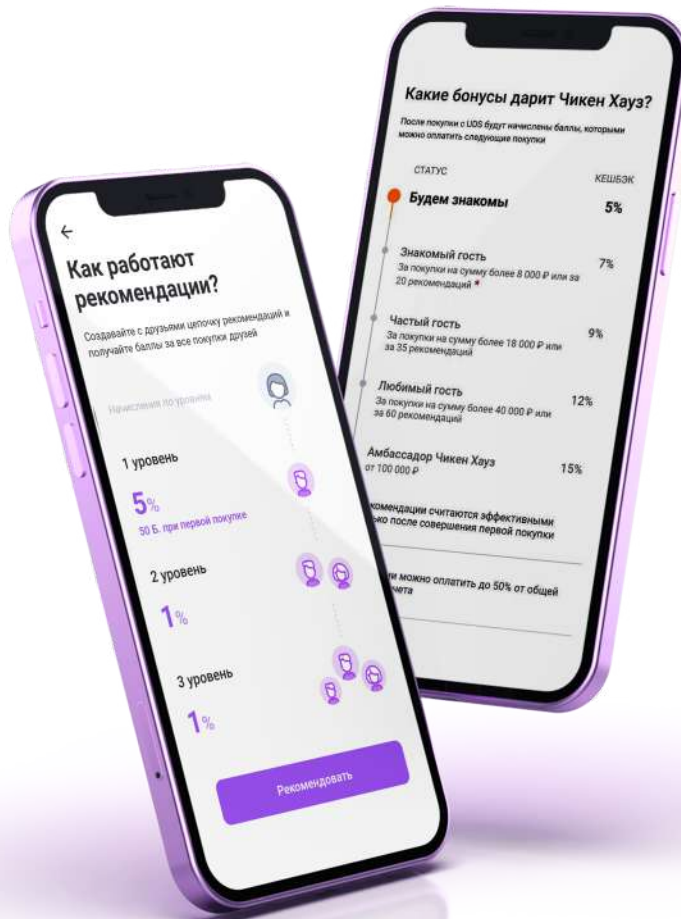 ←
Как работают
рекомендации?
Создавайте с друзьями цепочку рекомендаций и
получайте баллы за все покупки друзей
Начисления по уровням
1 уровень
5%
50 Б. при первой покупке
2 уровень
1%
3 уровень
1%
Рекомендовать
Какие бонусы дарит Чикен Хауз?
После покупки с UDS будут начислены баллы, которыми
можно оплатить следующие покупки
СТАТУС КЕШБЭК
Будем знакомы 5%
Знакомый гость 7%
За покупки на сумму более 8 000 ₽ или за
20 рекомендаций *
Частый гость 9%
За покупки на сумму более 18 000 ₽ или
за 35 рекомендаций
Любимый гость 12%
За покупки на сумму более 40 000 ₽ или
за 60 рекомендаций
Амбассадор Чикен Хауз 15%
от 100 000 ₽
комендации считаются эффективными
ько после совершения первой покупки
и можно оплатить до 50% от общей
чета